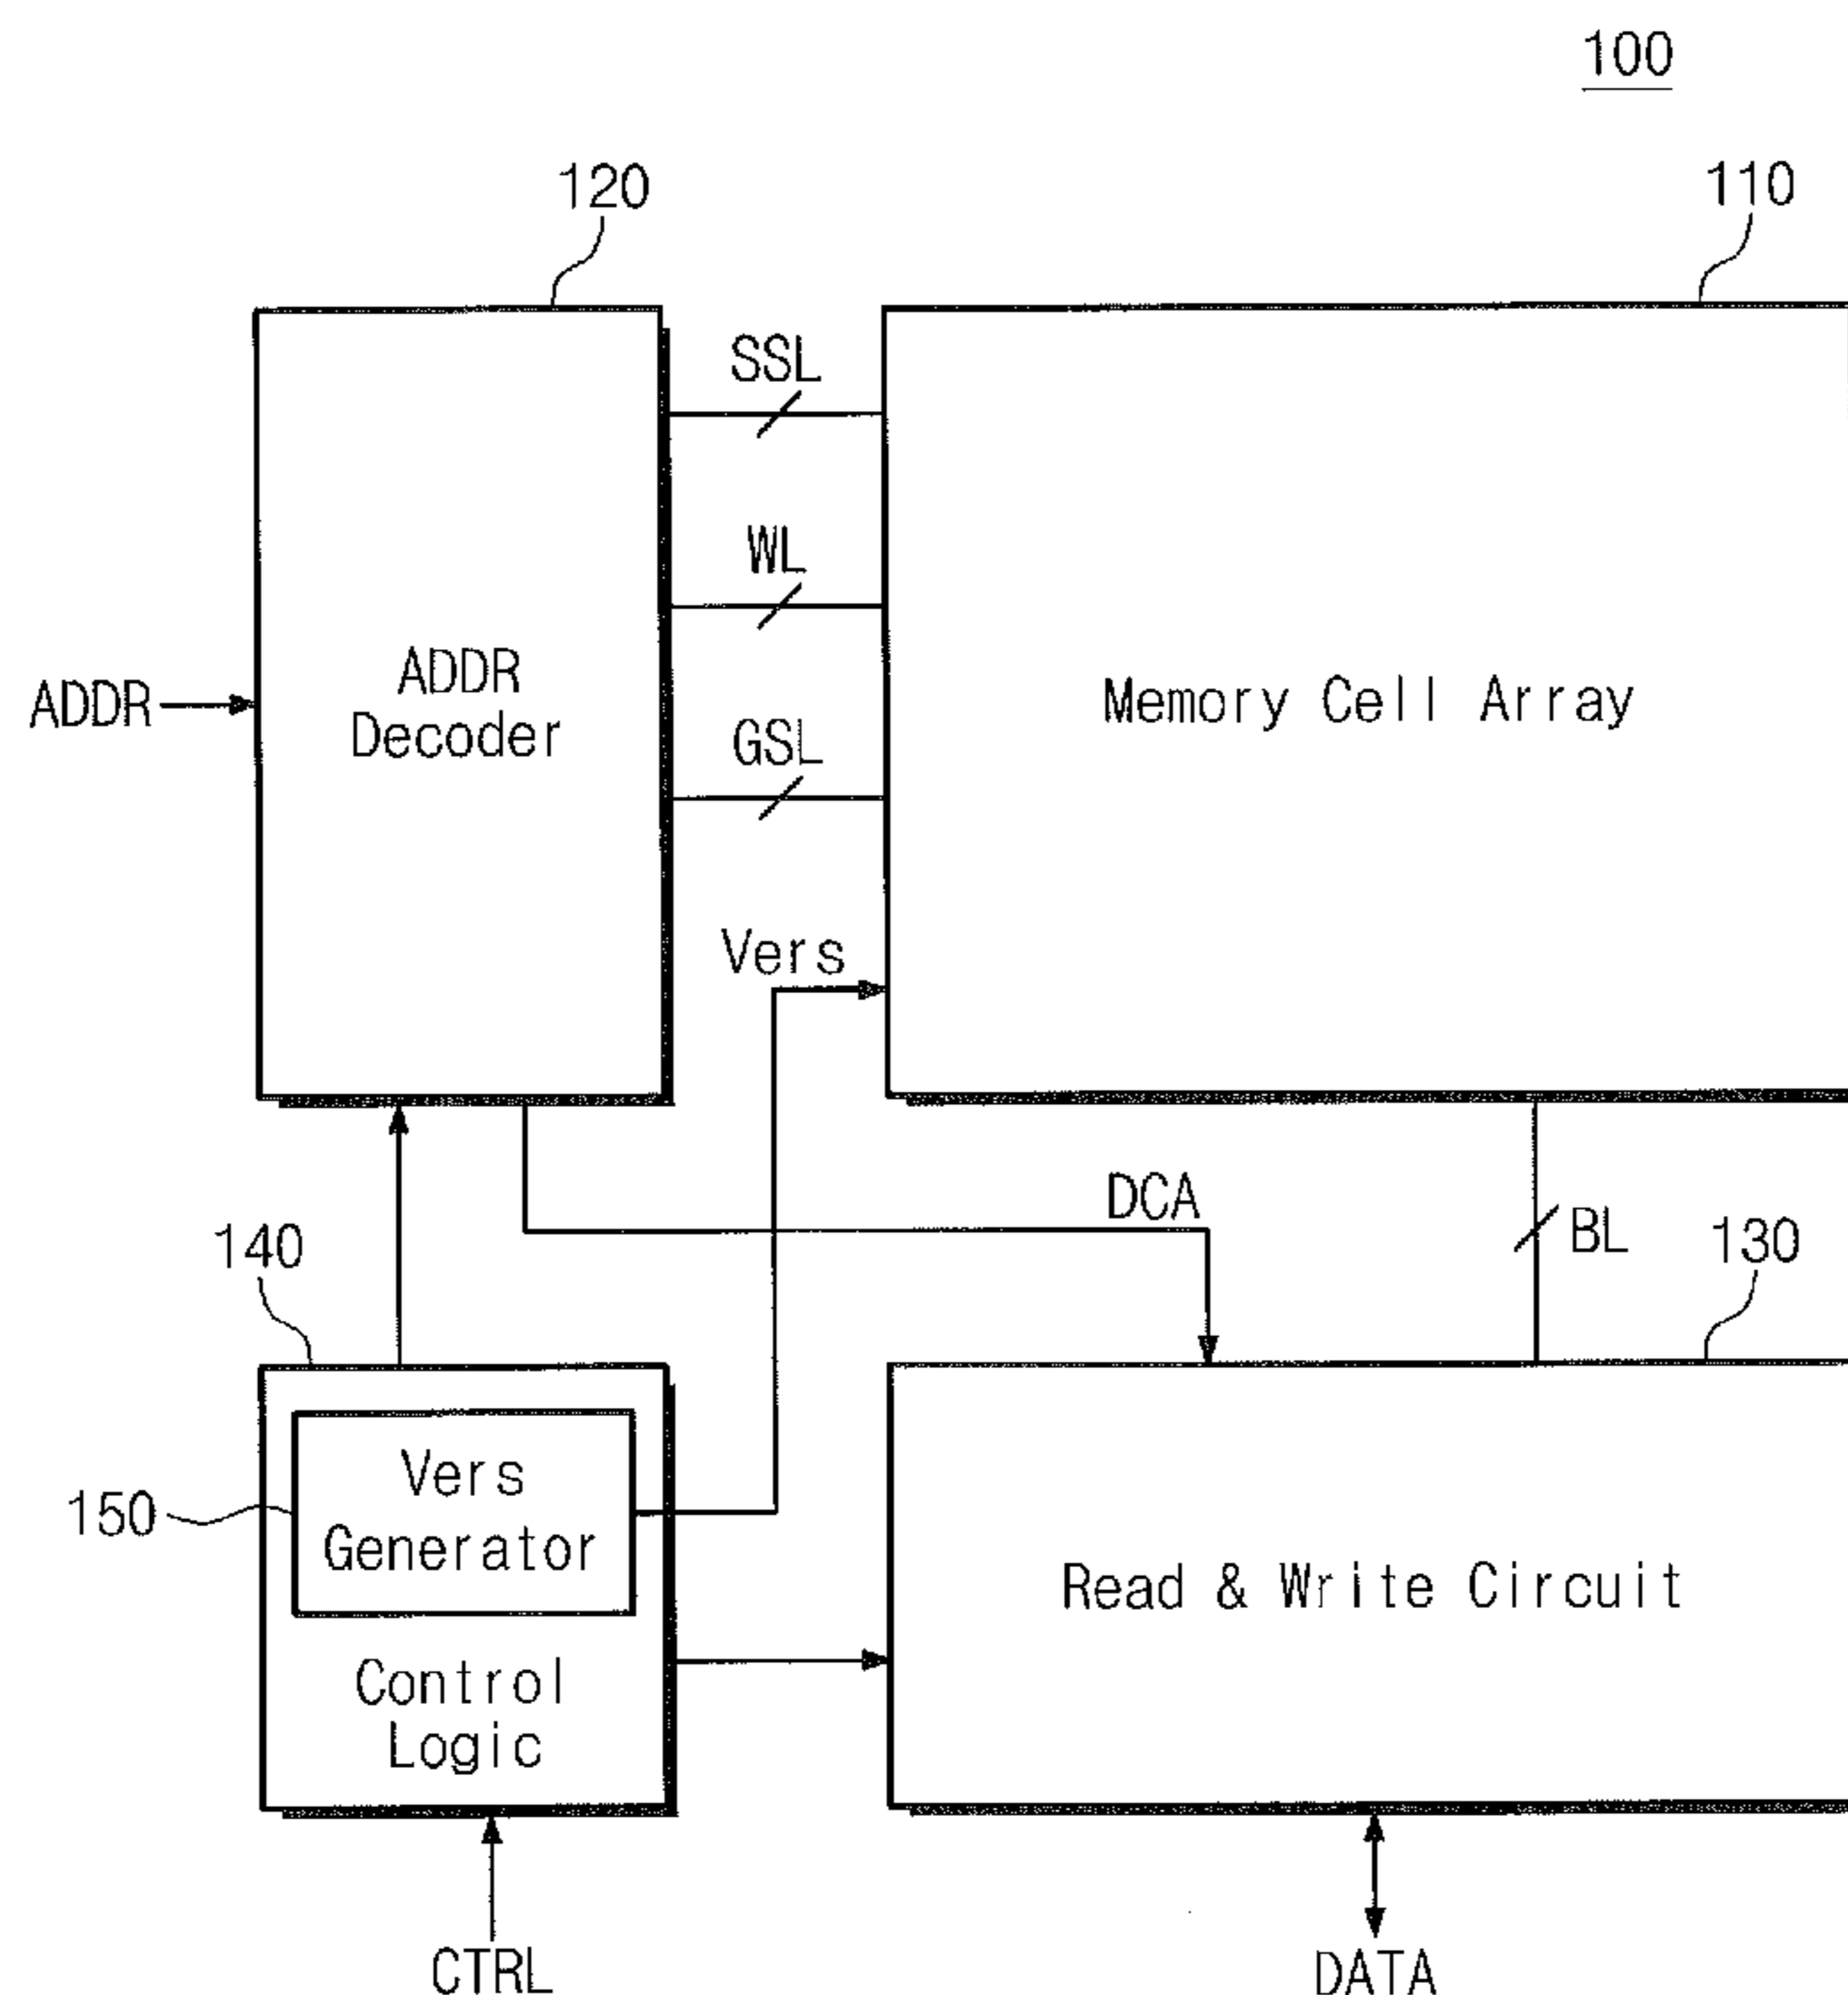 100
120
110
SSL
WL
ADDR
ADDR
Decoder
Memory Cell Array
GSL
Vers
DCA
140
BL
130
150
Vers
Generator
Read & Write Circuit
Control
Logic
CTRL
DATA